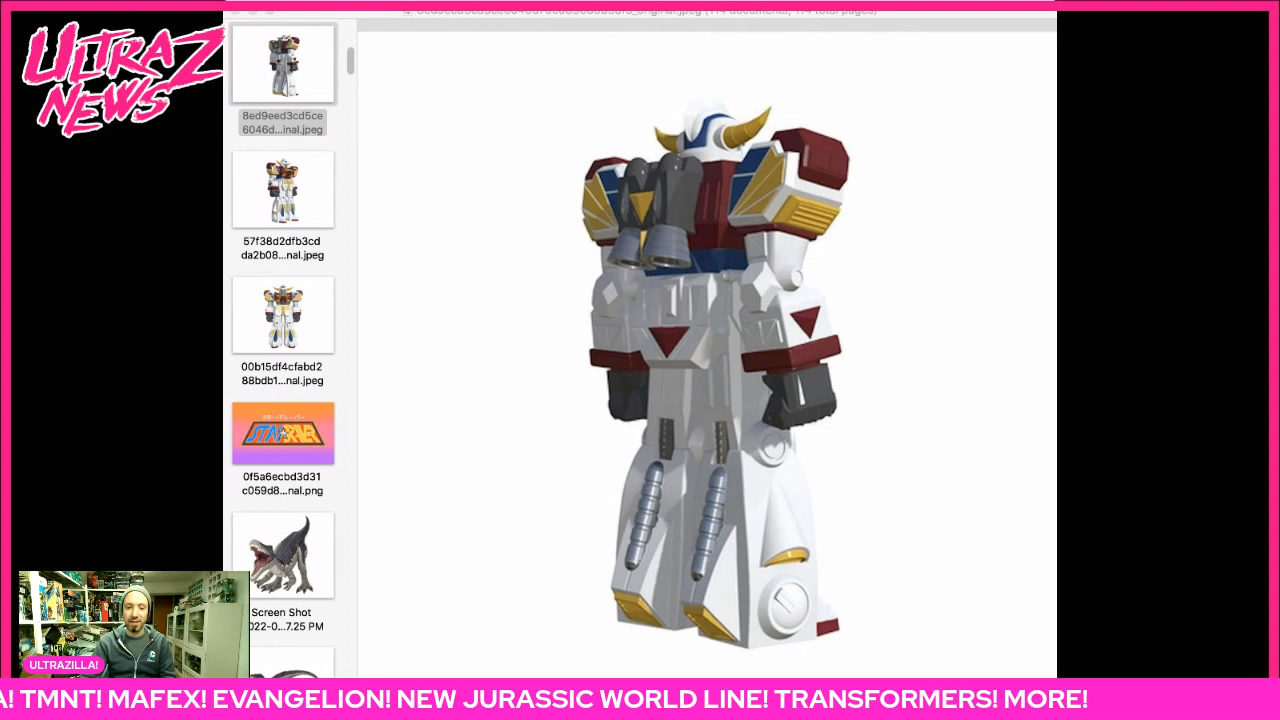 ULTRAZ
NEWS
8ed9eed3cd5ce
6046d...inal.jpeg
57f38d2dfb3cd
da2b08...nal.jpeg
00b15df4cfabd2
88bdb1...nal.jpeg
0f5a6ecbd3d31
c059d8...nal.png
Screen Shot
022-0...7.25 PM
ULTRAZILLA!
A! TMNT! MAFEX! EVANGELION! NEW JURASSIC WORLD LINE! TRANSFORMERS! MORE!